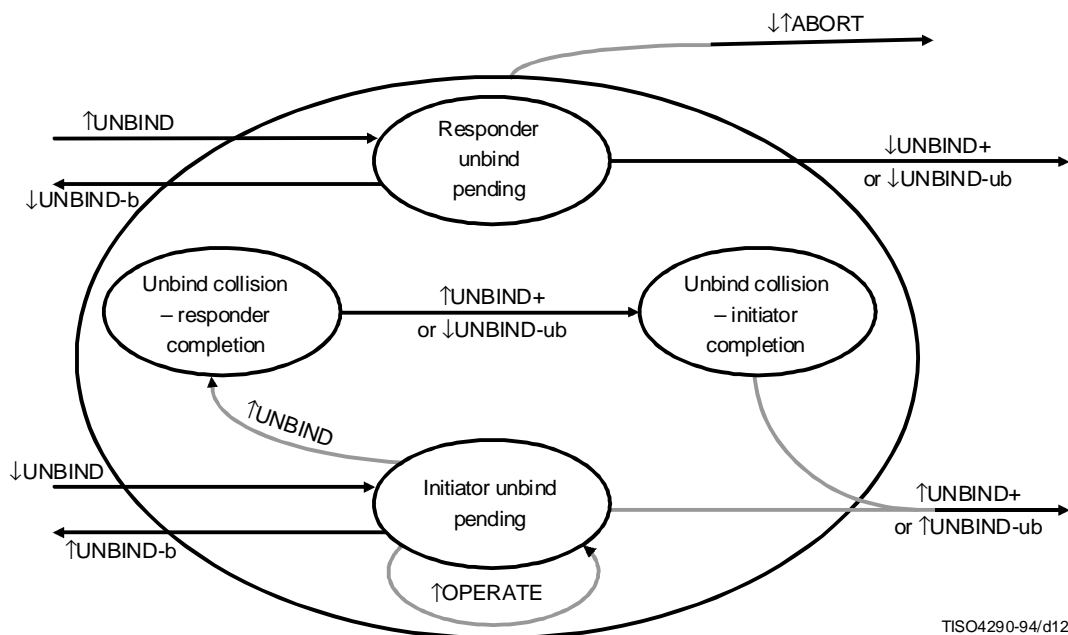 ↓↑ABORT
↑UNBIND
Responder
unbind
pending
↓UNBIND+
or ↓UNBIND-ub
↓UNBIND-b
Unbind collision
– responder
completion
↑UNBIND+
or ↓UNBIND-ub
Unbind collision
– initiator
completion
↑UNBIND
↓UNBIND
Initiator unbind
pending
↑UNBIND+
or ↑UNBIND-ub
↑UNBIND-b
↑OPERATE
TISO4290-94/d12